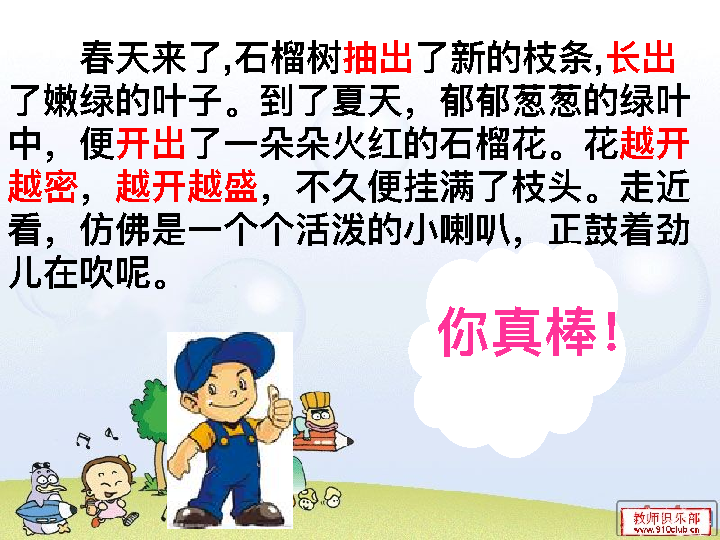 春天来了,石榴树抽出了新的枝条,长出
了嫩绿的叶子。到了夏天，郁郁葱葱的绿叶
中，便开出了一朵朵火红的石榴花。花越开
越密，越开越盛，不久便挂满了枝头。走近
看，仿佛是一个个活泼的小喇叭，正鼓着劲
儿在吹呢。
你真棒！
教师俱乐部
www.910club.cn